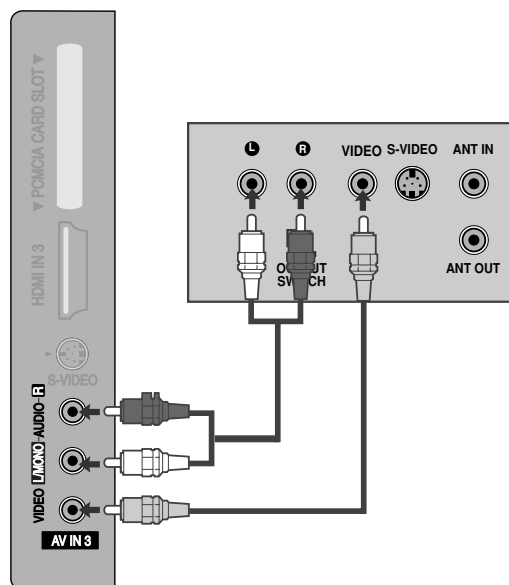 ▼ PCMCIA CARD SLOT ▼
HDMI IN 3
▼
S-VIDEO
VIDEO L/MONO-AUDIO-R
AV IN 3
L R VIDEO S-VIDEO ANT IN
SWITCH
ANT OUT